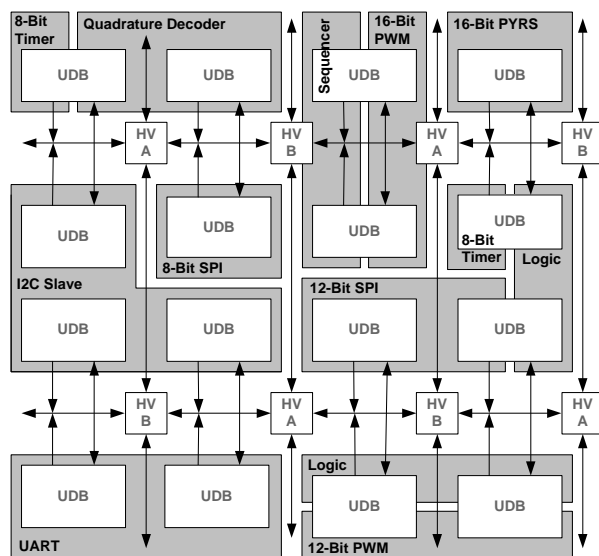 8-Bit
Timer
Quadrature Decoder
Sequencer
16-Bit
PWM
16-Bit PYRS
UDB
UDB
UDB
UDB
HV
A
HV
B
HV
A
HV
B
UDB
UDB
UDB
UDB
8-Bit SPI
8-Bit
Timer
Logic
I2C Slave
12-Bit SPI
UDB
UDB
UDB
UDB
HV
B
HV
A
HV
B
HV
A
Logic
UDB
UDB
UDB
UDB
UART
12-Bit PWM